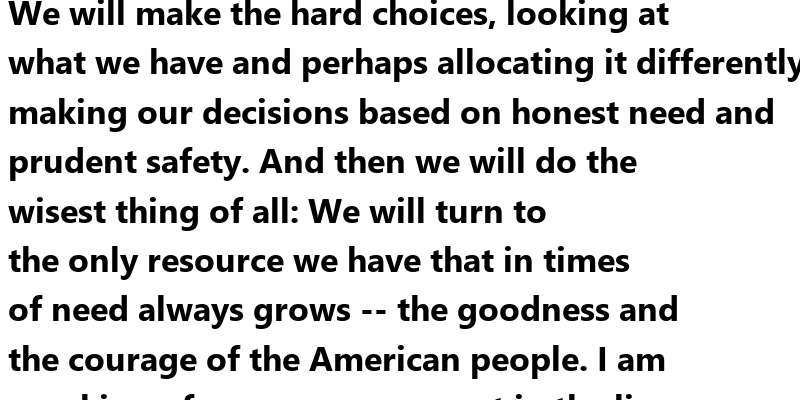 We will make the hard choices, looking at
what we have and perhaps allocating it differently
making our decisions based on honest need and
prudent safety. And then we will do the
wisest thing of all: We will turn to
the only resource we have that in times
of need always grows -- the goodness and
the courage of the American people. I am